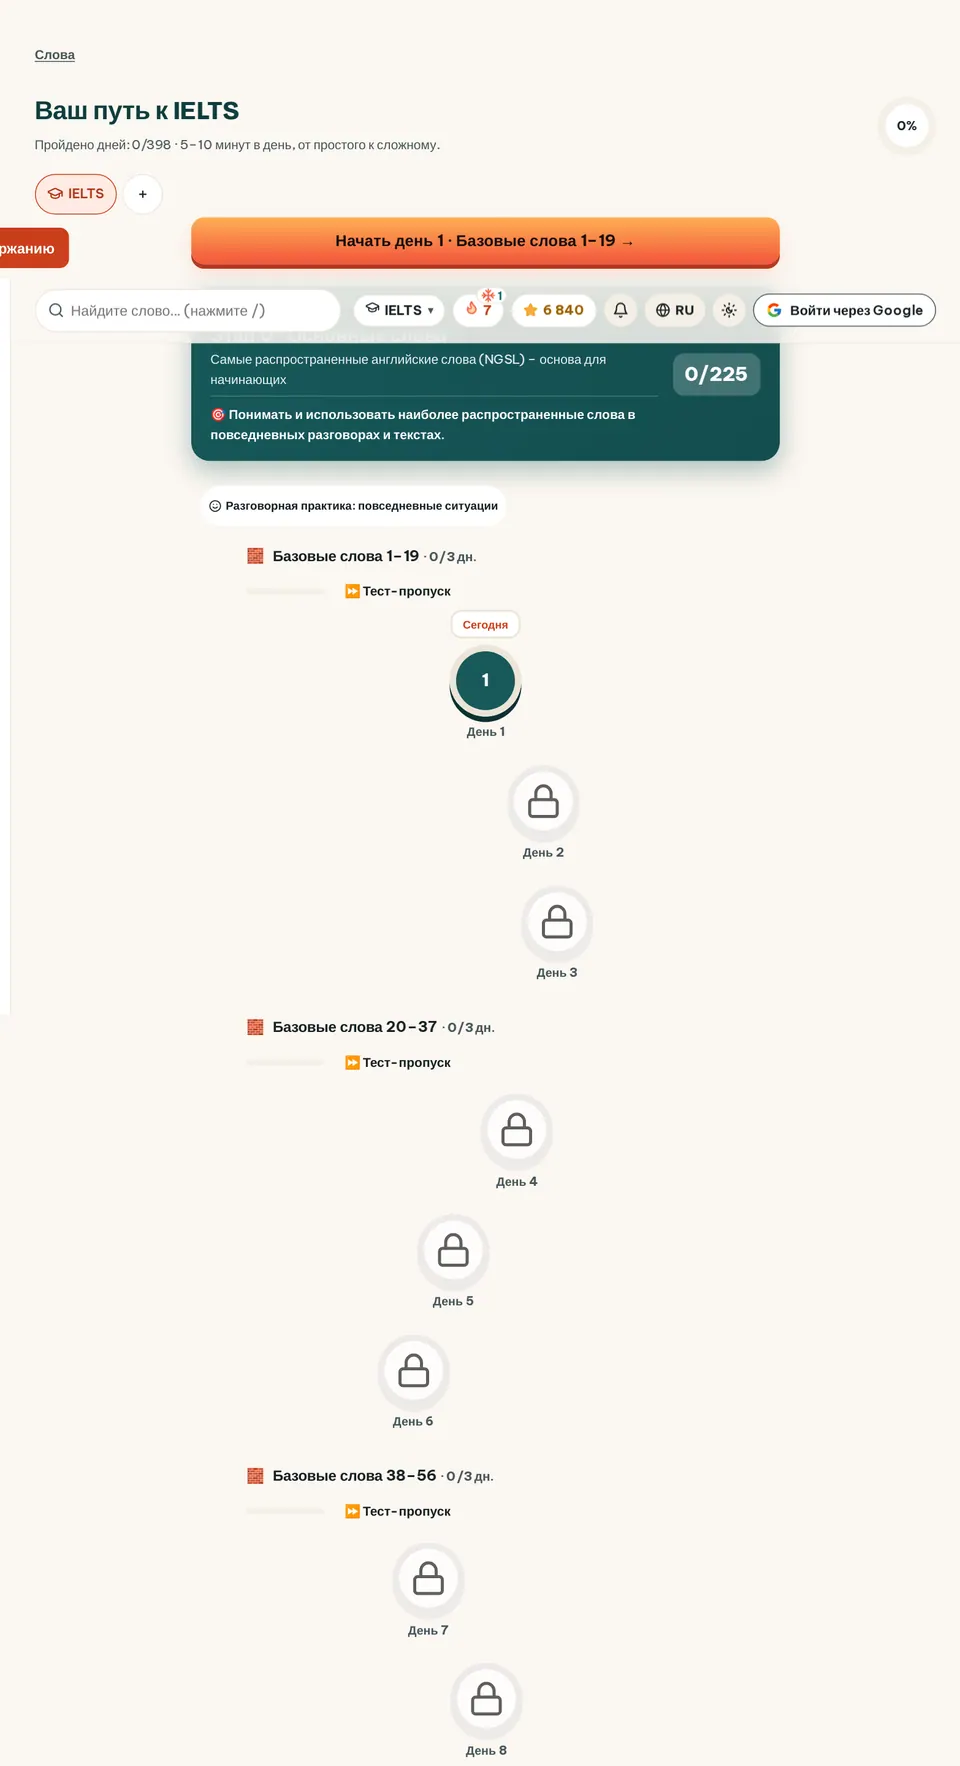 Слова
Ваш путь к IELTS
Пройдено дней: 0/398 · 5–10 минут в день, от простого к сложному.
0%
IELTS
+
Начать день 1 · Базовые слова 1–19 →
ржанию
Найдите слово... (нажмите /)
IELTS ▾
7
1
6 840
RU
Войти через Google
Самые распространенные английские слова (NGSL) – основа для
начинающих
0/225
🎯 Понимать и использовать наиболее распространенные слова в
повседневных разговорах и текстах.
Разговорная практика: повседневные ситуации
🧱 Базовые слова 1–19 · 0/3 дн.
⏩ Тест-пропуск
Сегодня
1
День 1
День 2
День 3
🧱 Базовые слова 20–37 · 0/3 дн.
⏩ Тест-пропуск
День 4
День 5
День 6
🧱 Базовые слова 38–56 · 0/3 дн.
⏩ Тест-пропуск
День 7
День 8